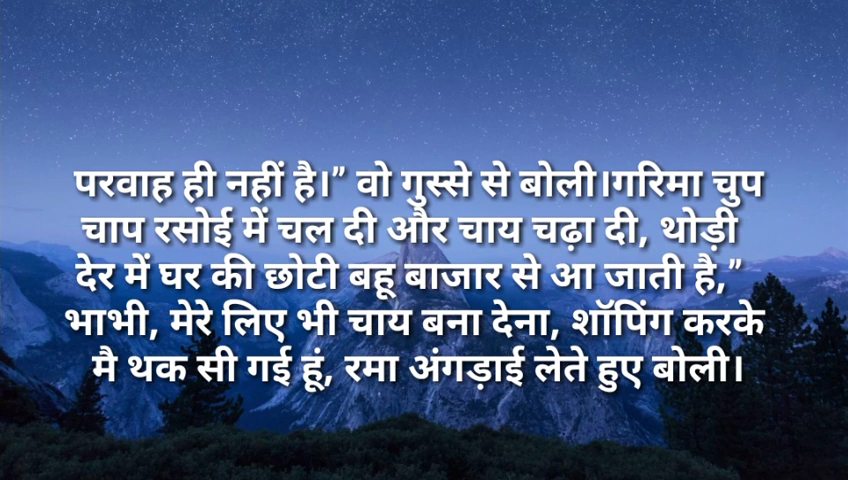 परवाह ही नहीं है।” वो गुस्से से बोली।गरिमा चुप
चाप रसोई में चल दी और चाय चढ़ा दी, थोड़ी
देर में घर की छोटी बहू बाजार से आ जाती है,”
भाभी, मेरे लिए भी चाय बना देना, शॉपिंग करके
मै थक सी गई हूं, रमा अंगड़ाई लेते हुए बोली।